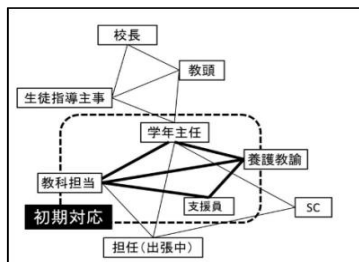 校長
教頭
生徒指導主事
学年主任
養護教諭
教科担当
支援員
SC
初期対応
担任(出張中)